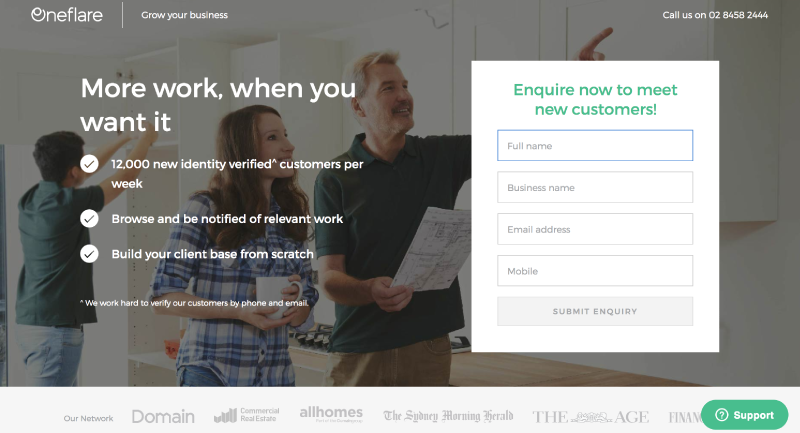 Oneflare
Grow your business
Call us on 02 8458 2444
More work, when you
want it
12,000 new identity verified^ customers per
week
Browse and be notified of relevant work
Build your client base from scratch
^ We work hard to verify our customers by phone and email.
Enquire now to meet
new customers!
Full name
Business name
Email address
Mobile
SUBMIT ENQUIRY
Our Network
Domain
Commercial
Real Estate
allhomes
The Sydney Morning Herald
THE AGE
FINANC
Support